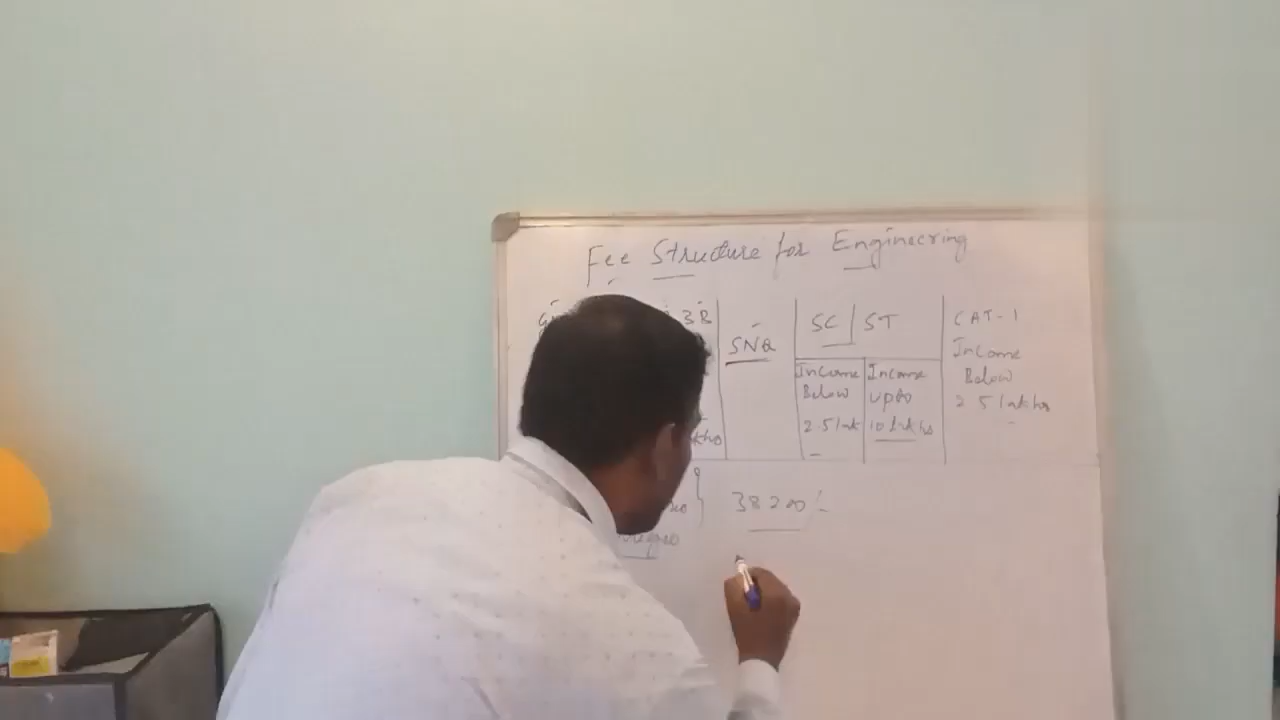 Fee Structure for Engineering
3B
SNQ
SC ST
CAT-1
Income
Below
2.5 lakhs
Income
Below
2.5 lak
Income
upto
10 lakhs
38200/-